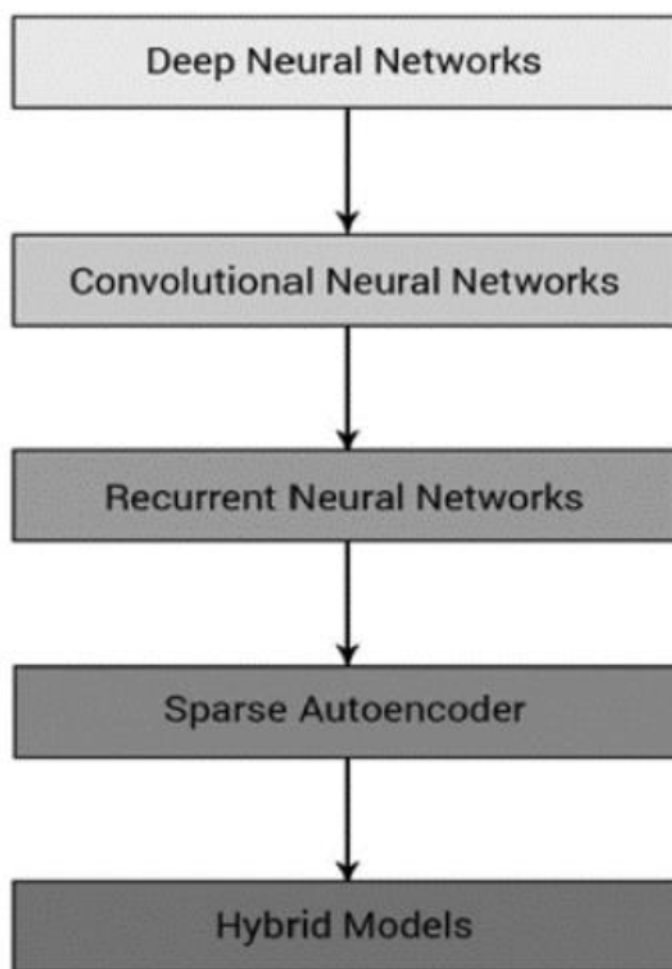 Deep Neural Networks
Convolutional Neural Networks
Recurrent Neural Networks
Sparse Autoencoder
Hybrid Models